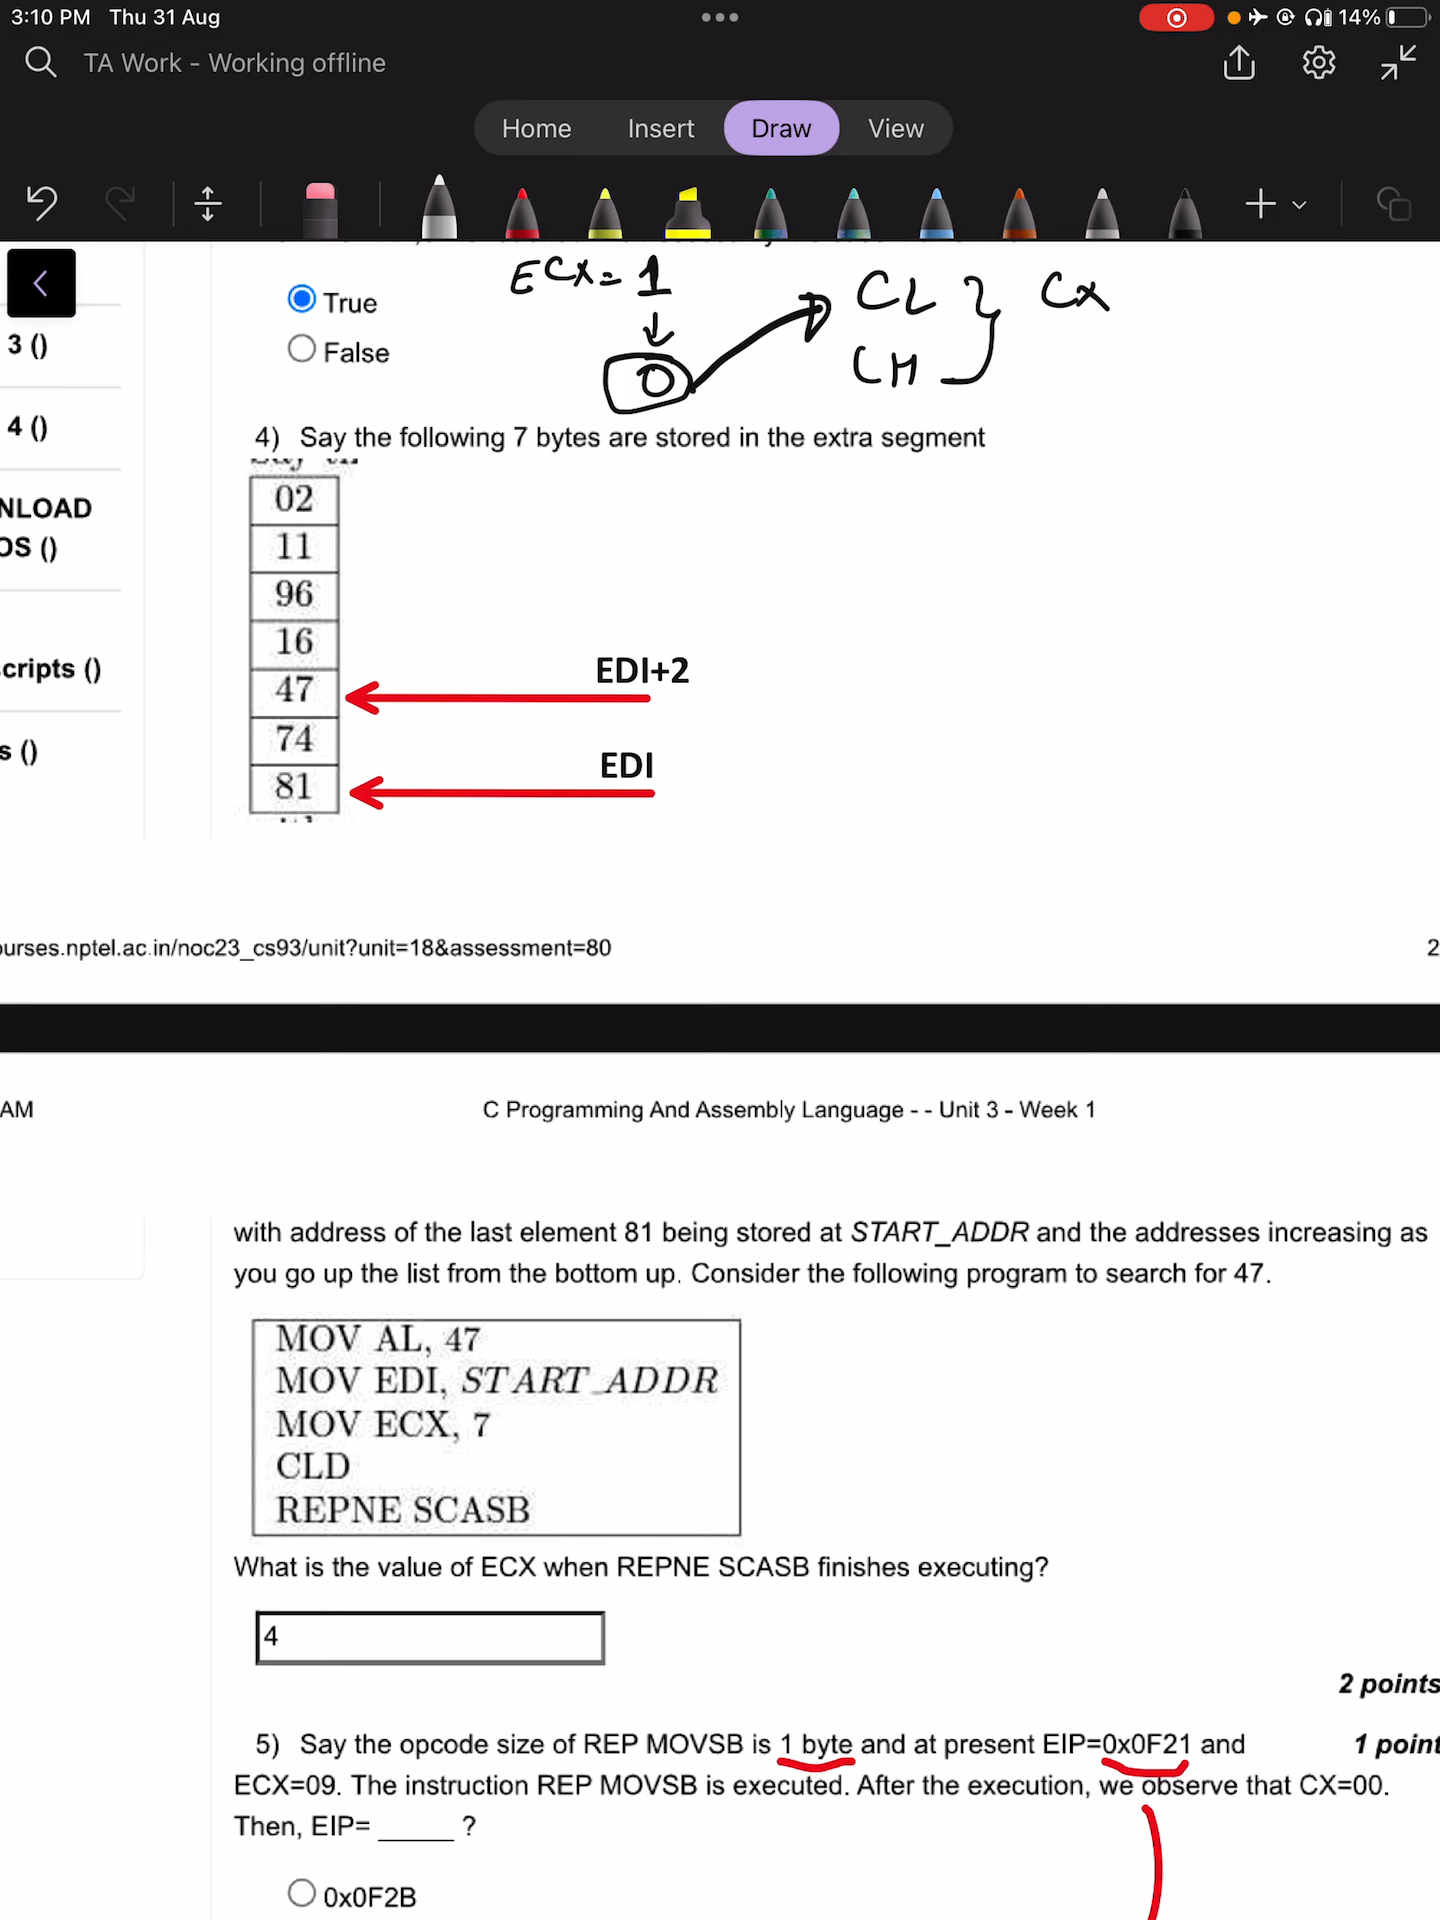 3:10 PM Thu 31 Aug
14%
TA Work - Working offline
Home Insert Draw View
ECX = 1
CL
CX
True
3 ()
False
0
CH
4 ()
4) Say the following 7 bytes are stored in the extra segment
02
NLOAD
11
OS ()
96
16
cripts ()
EDI+2
47
74
s ()
EDI
81
ourses.nptel.ac.in/noc23_cs93/unit?unit=18&assessment=80
2
AM
C Programming And Assembly Language - - Unit 3 - Week 1
with address of the last element 81 being stored at START_ADDR and the addresses increasing as
you go up the list from the bottom up. Consider the following program to search for 47.
MOV AL, 47
MOV EDI, START_ADDR
MOV ECX, 7
CLD
REPNE SCASB
What is the value of ECX when REPNE SCASB finishes executing?
4
2 points
5) Say the opcode size of REP MOVSB is 1 byte and at present EIP=0x0F21 and
1 point
ECX=09. The instruction REP MOVSB is executed. After the execution, we observe that CX=00.
Then, EIP= _____ ?
0x0F2B